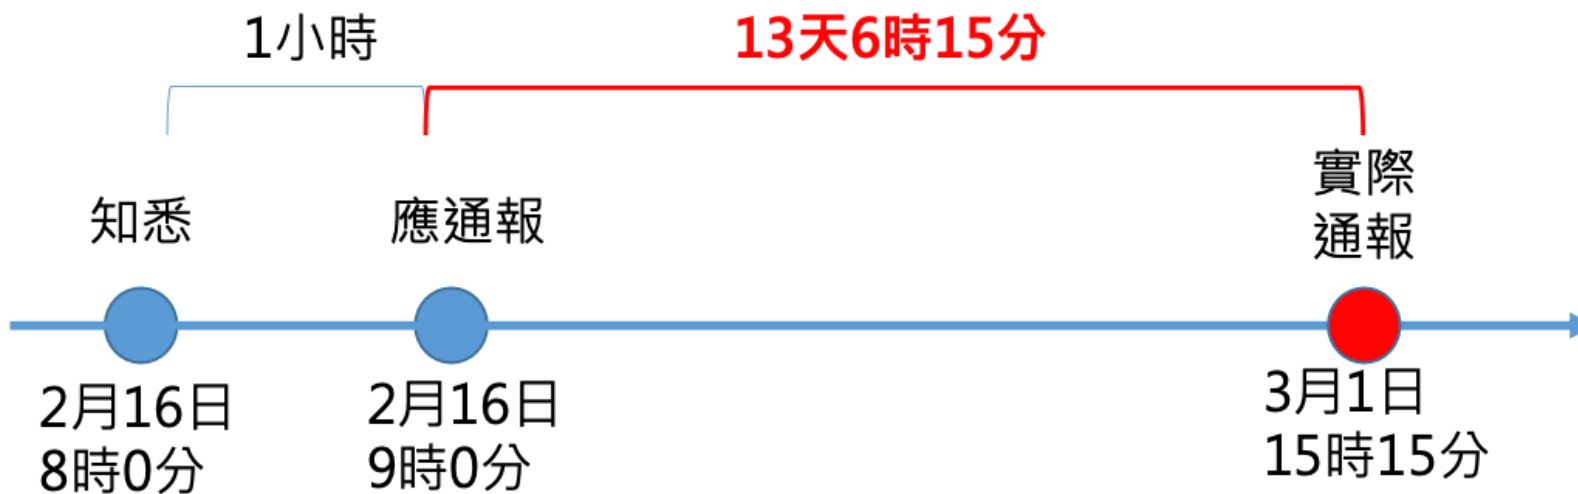 1小時
13天6時15分
知悉
應通報
實際
通報
2月16日
8時0分
2月16日
9時0分
3月1日
15時15分